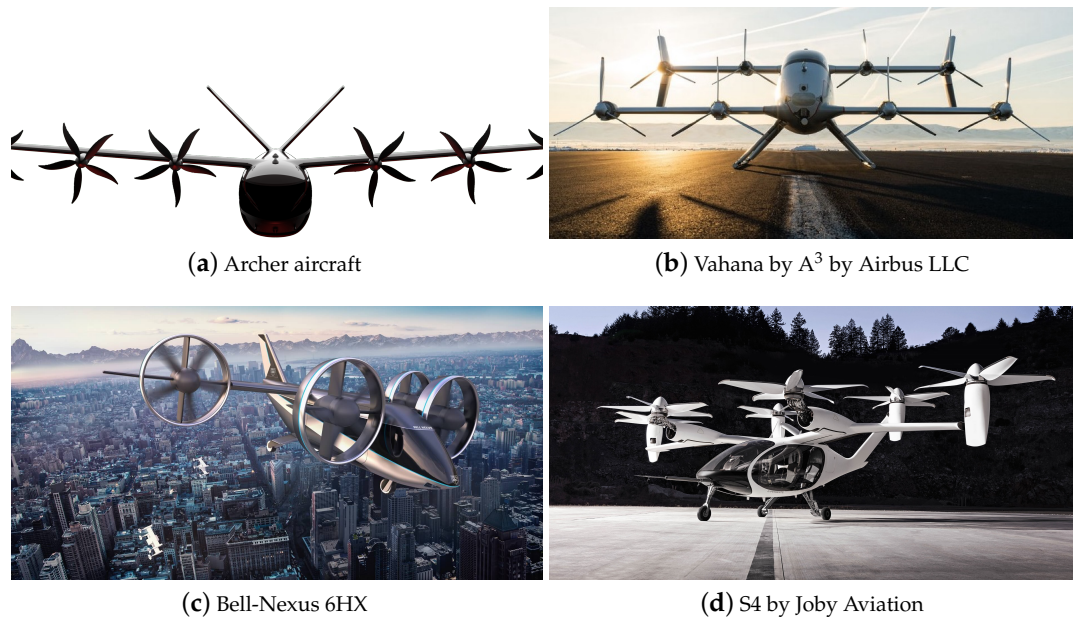 (a) Archer aircraft
(b) Vahana by A³ by Airbus LLC
(c) Bell-Nexus 6HX
(d) S4 by Joby Aviation